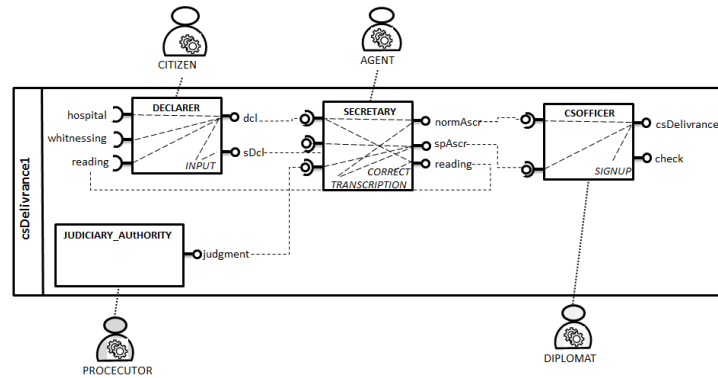 CITIZEN
AGENT
csDelivrance1
hospital
whitnessing
reading
DECLARER
INPUT
dcl
sDcl
SECRETARY
CORRECT
TRANSCRIPTION
normAscr
spAscr
reading
CSOFFICER
SIGNUP
csDelivrance
check
JUDICIARY_AUtHORITY
judgment
PROCECUTOR
DIPLOMAT